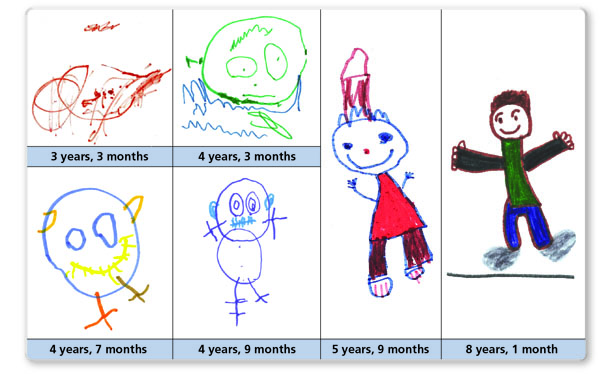 3 years, 3 months
4 years, 3 months
4 years, 7 months
4 years, 9 months
5 years, 9 months
8 years, 1 month